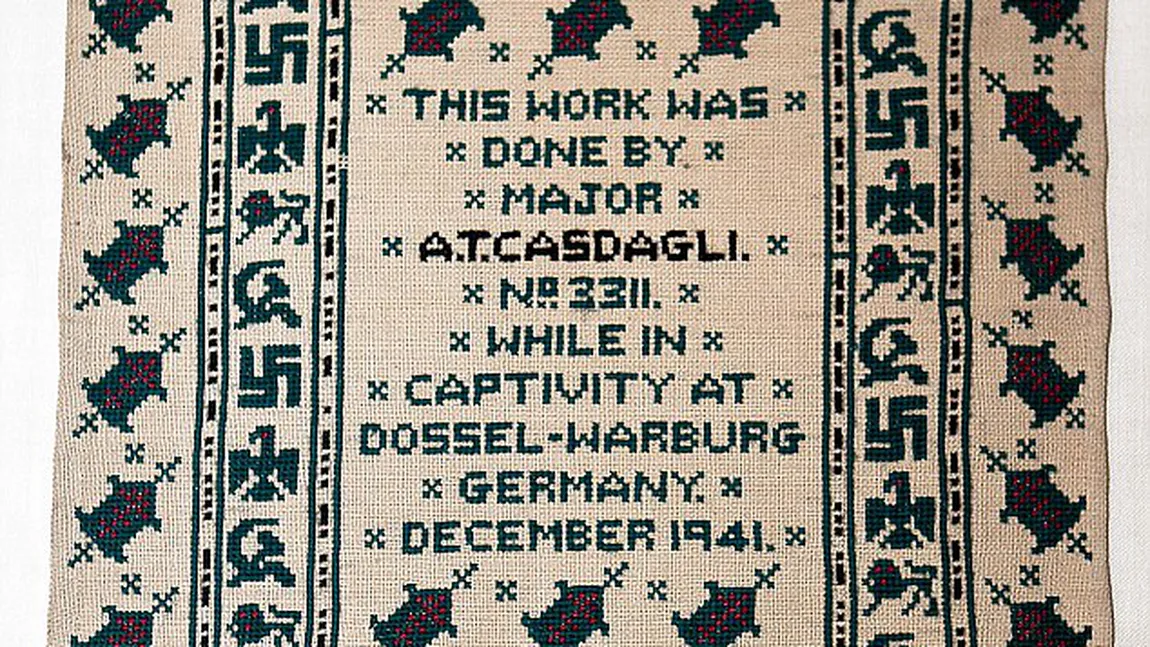 THIS WORK WAS
DONE BY.
MAJOR
A.T.CASDAGLI.
Nº 3311.
WHILE IN
CAPTIVITY AT
DOSSEL-WARBURG
GERMANY.
DECEMBER 1941.